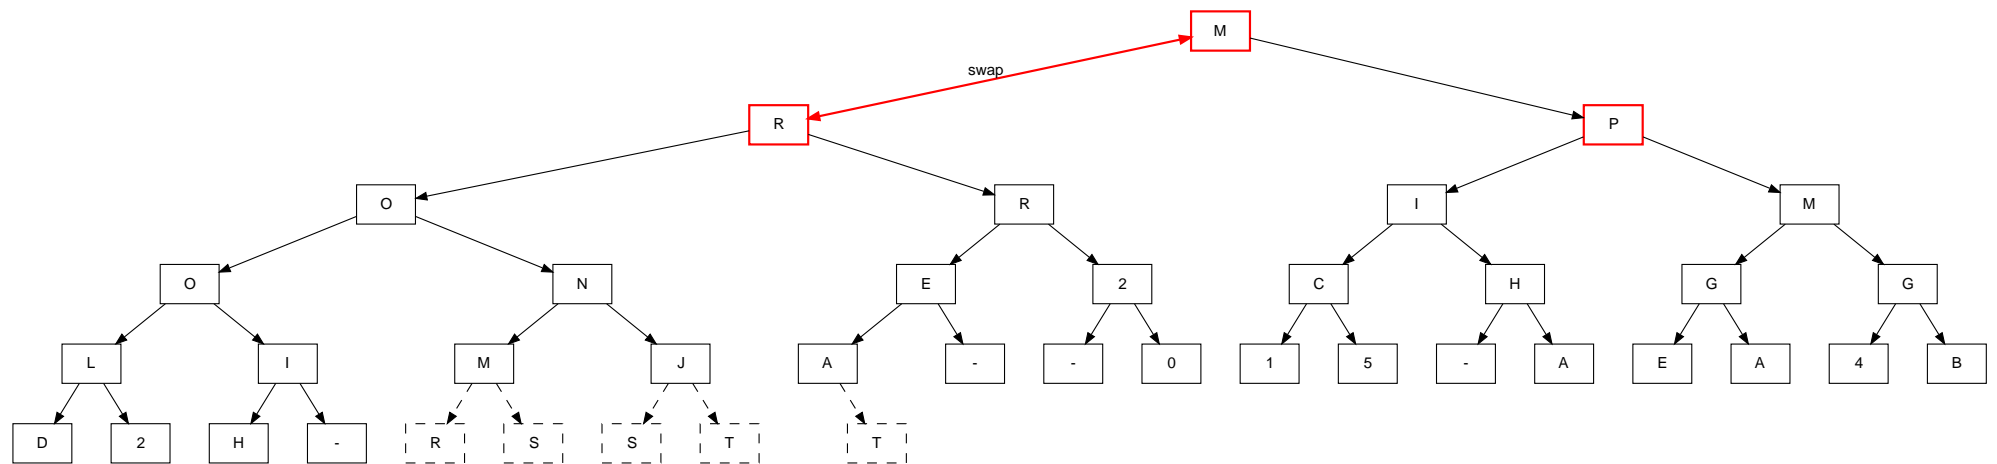 M
swap
R P
O R I M
O N E 2 C H G G
L I M J A - - 0 1 5 - A E A 4 B
D 2 H - R S S T T